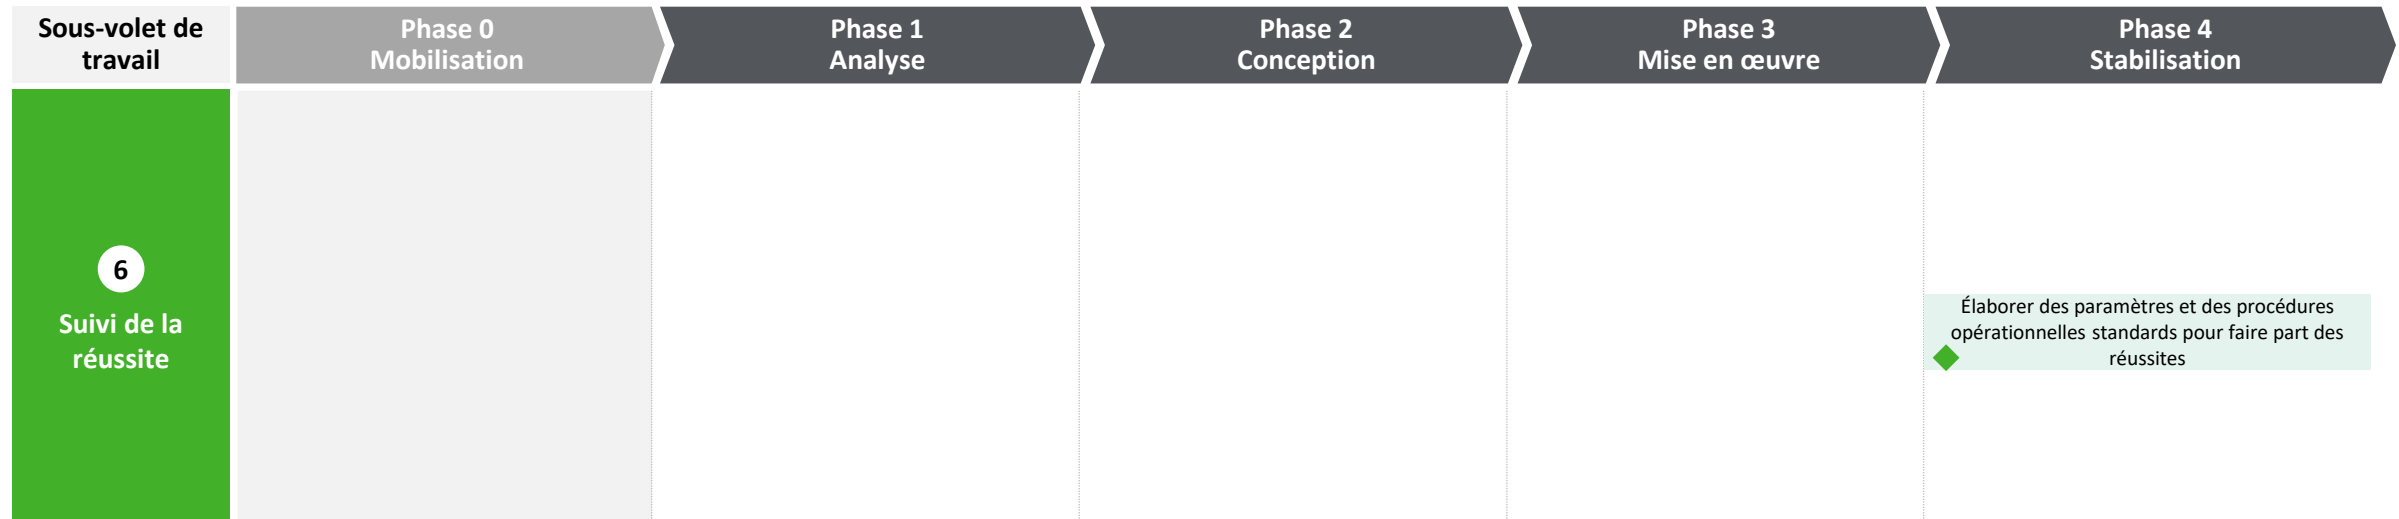 Sous-volet de
travail
Phase 0
Mobilisation
Phase 1
Analyse
Phase 2
Conception
Phase 3
Mise en œuvre
Phase 4
Stabilisation
6
Suivi de la
réussite
Élaborer des paramètres et des procédures
opérationnelles standards pour faire part des
réussites